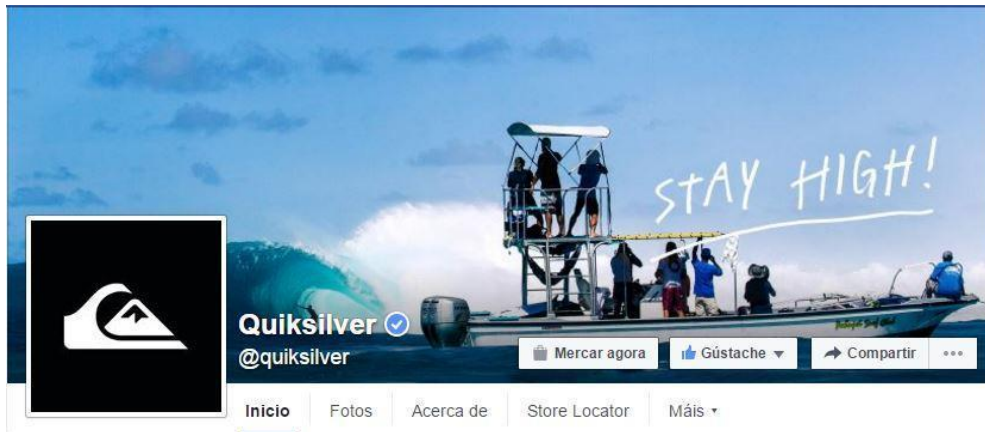 STAY HIGH!
Quiksilver
@quiksilver
Mercar agora
Gústache
Compartir
Inicio
Fotos
Acerca de
Store Locator
Máis